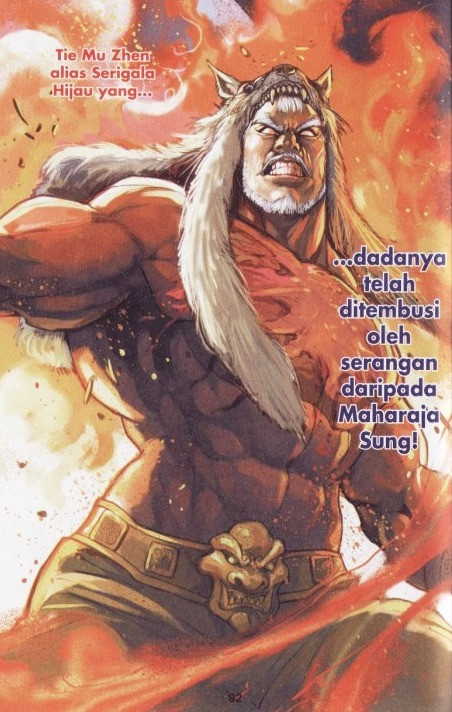 Tie Mu Zhen
alias Serigala
Hijau yang...
...dadanya
telah
ditembusi
oleh
serangan
daripada
Maharaja
Sung!
92